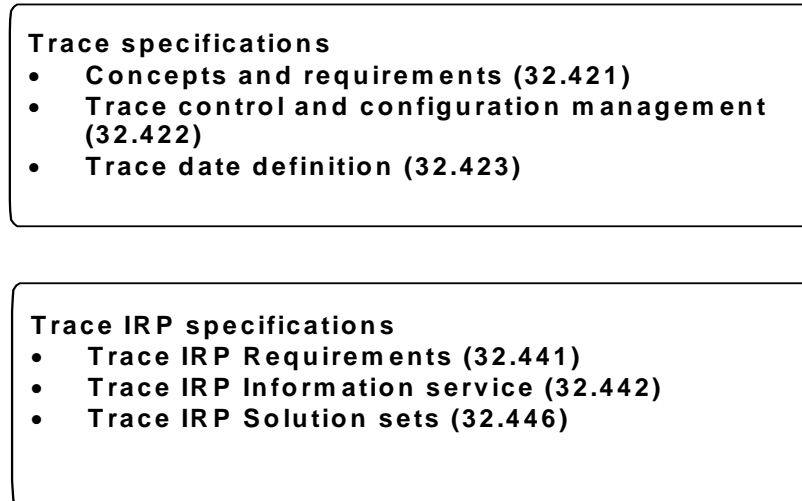 Trace specifications
• Concepts and requirements (32.421)
• Trace control and configuration management
(32.422)
• Trace date definition (32.423)
Trace IRP specifications
• Trace IRP Requirements (32.441)
• Trace IRP Information service (32.442)
• Trace IRP Solution sets (32.446)